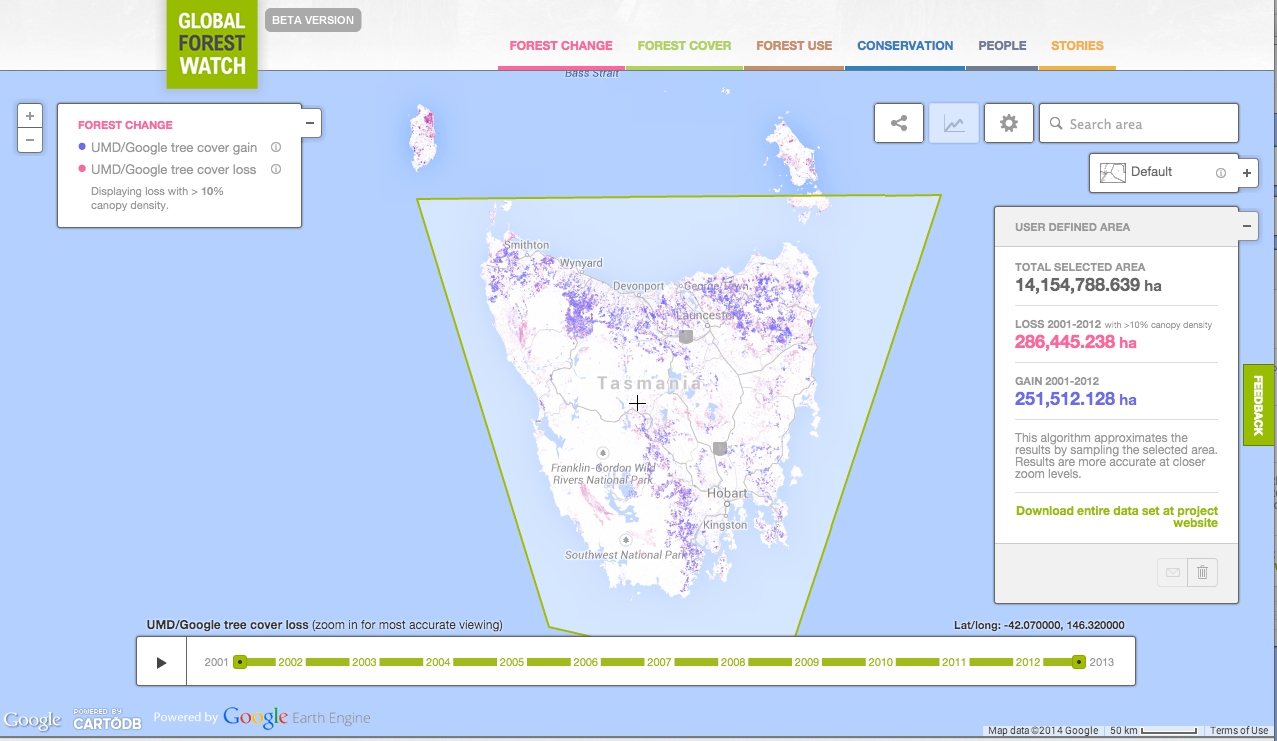 GLOBAL
FOREST
WATCH
BETA VERSION
FOREST CHANGE
FOREST COVER
FOREST USE
CONSERVATION
PEOPLE
STORIES
Bass Strait
+
−
FOREST CHANGE
UMD/Google tree cover gain
UMD/Google tree cover loss
Displaying loss with > 10%
canopy density.
Search area
Default
USER DEFINED AREA
TOTAL SELECTED AREA
14,154,788.639 ha
LOSS 2001-2012 with >10% canopy density
286,445.238 ha
GAIN 2001-2012
251,512.128 ha
This algorithm approximates the
results by sampling the selected area.
Results are more accurate at closer
zoom levels.
Download entire data set at project
website
FEEDBACK
Smithton
Wynyard
Devonport
George Town
Launceston
Tasmania
Franklin-Gordon Wild
Rivers National Park
Hobart
Kingston
Southwest National Park
UMD/Google tree cover loss (zoom in for most accurate viewing)
Lat/long: -42.070000, 146.320000
2001 2002 2003 2004 2005 2006 2007 2008 2009 2010 2011 2012 2013
Google
POWERED BY
CARTODB
Powered by Google Earth Engine
Map data ©2014 Google
50 km
Terms of Use